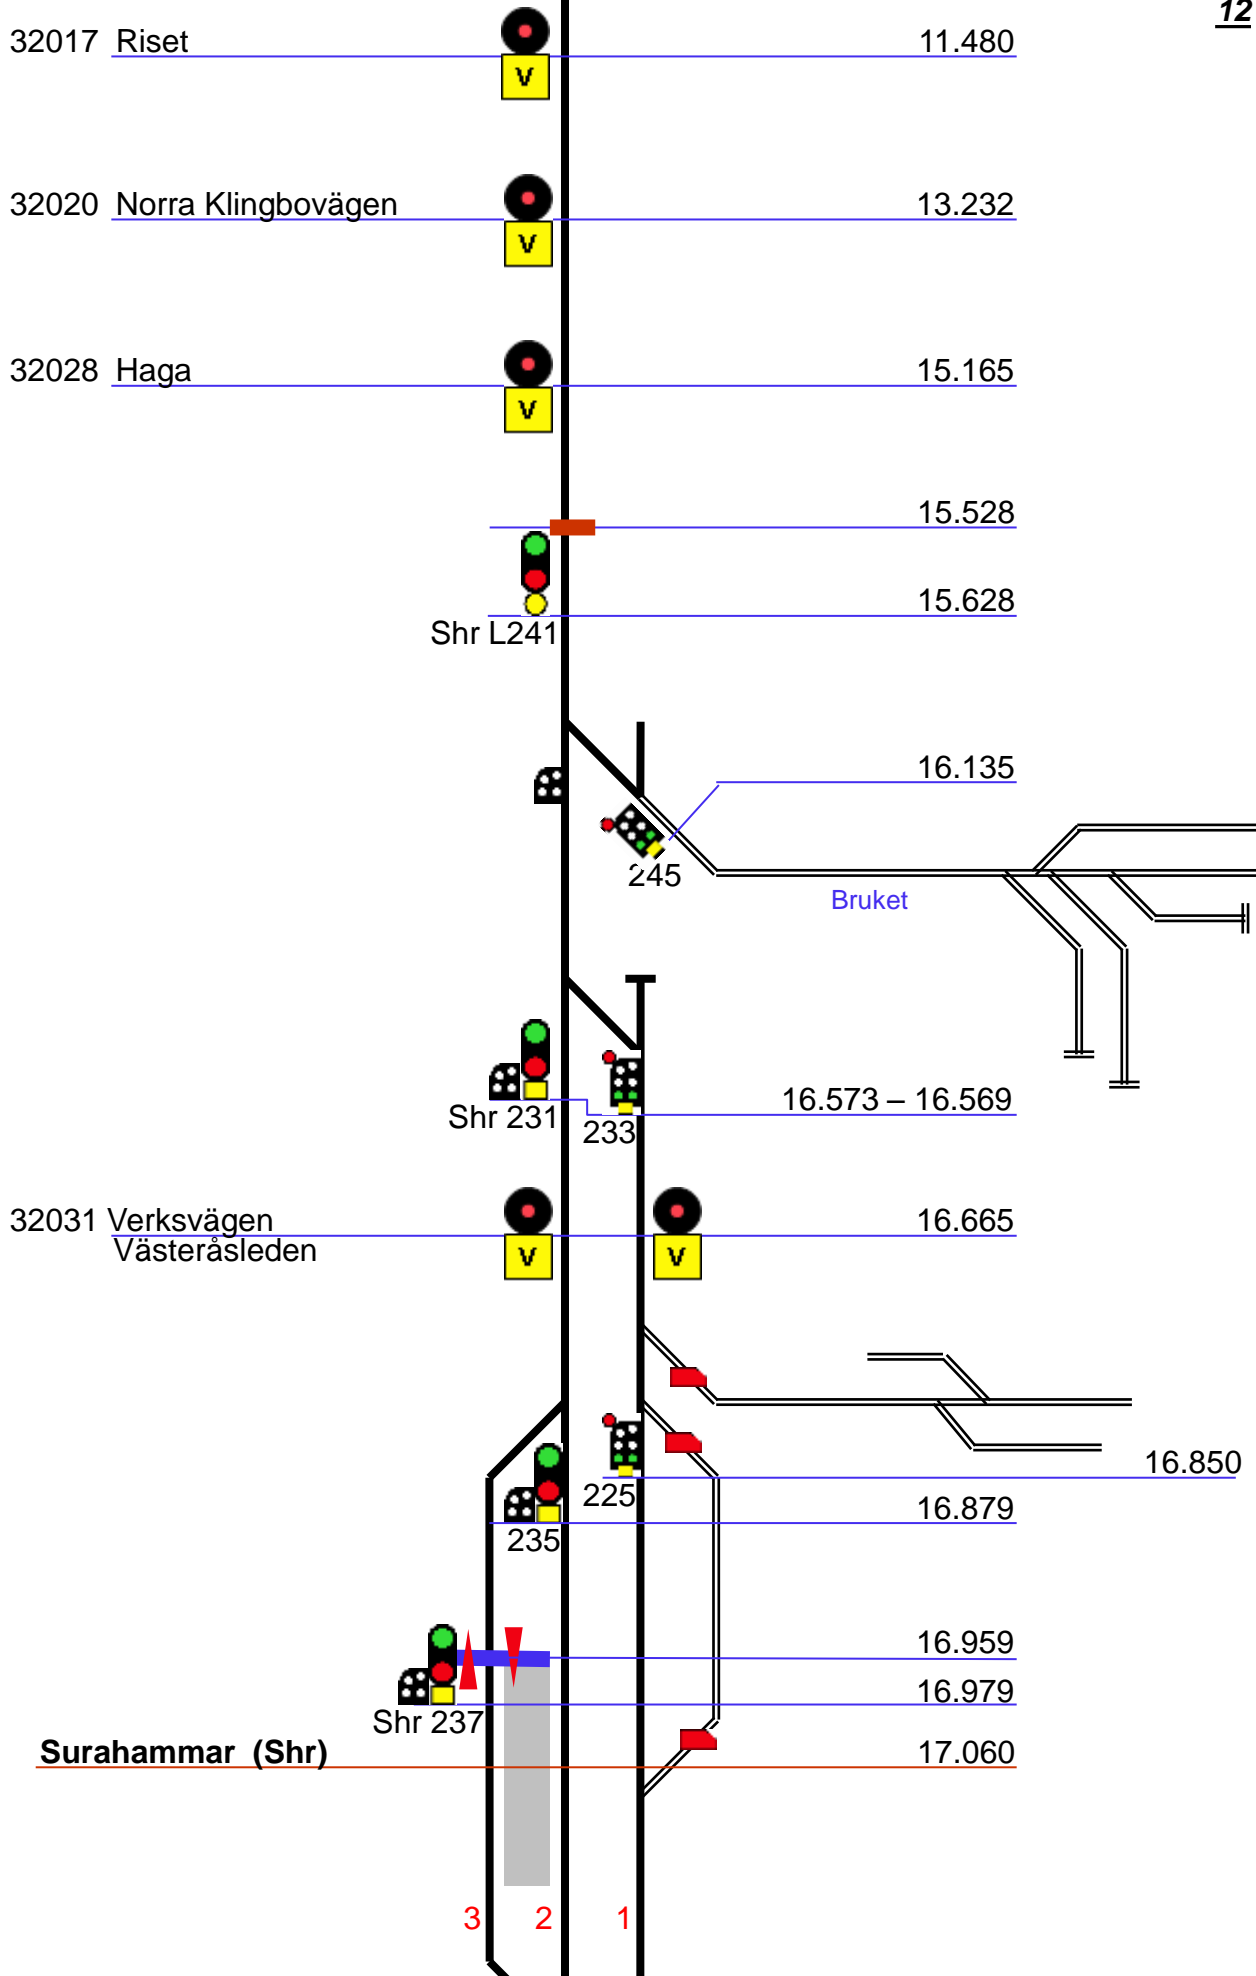 12
32017 Riset 11.480
V
32020 Norra Klingbovägen 13.232
V
32028 Haga 15.165
V
15.528
15.628
Shr L241
16.135
245
Bruket
16.573 – 16.569
Shr 231 233
32031 Verksvägen 16.665
Västeråsleden V V
16.850
225
16.879
235
16.959
16.979
Shr 237
Surahammar (Shr) 17.060
3 2 1